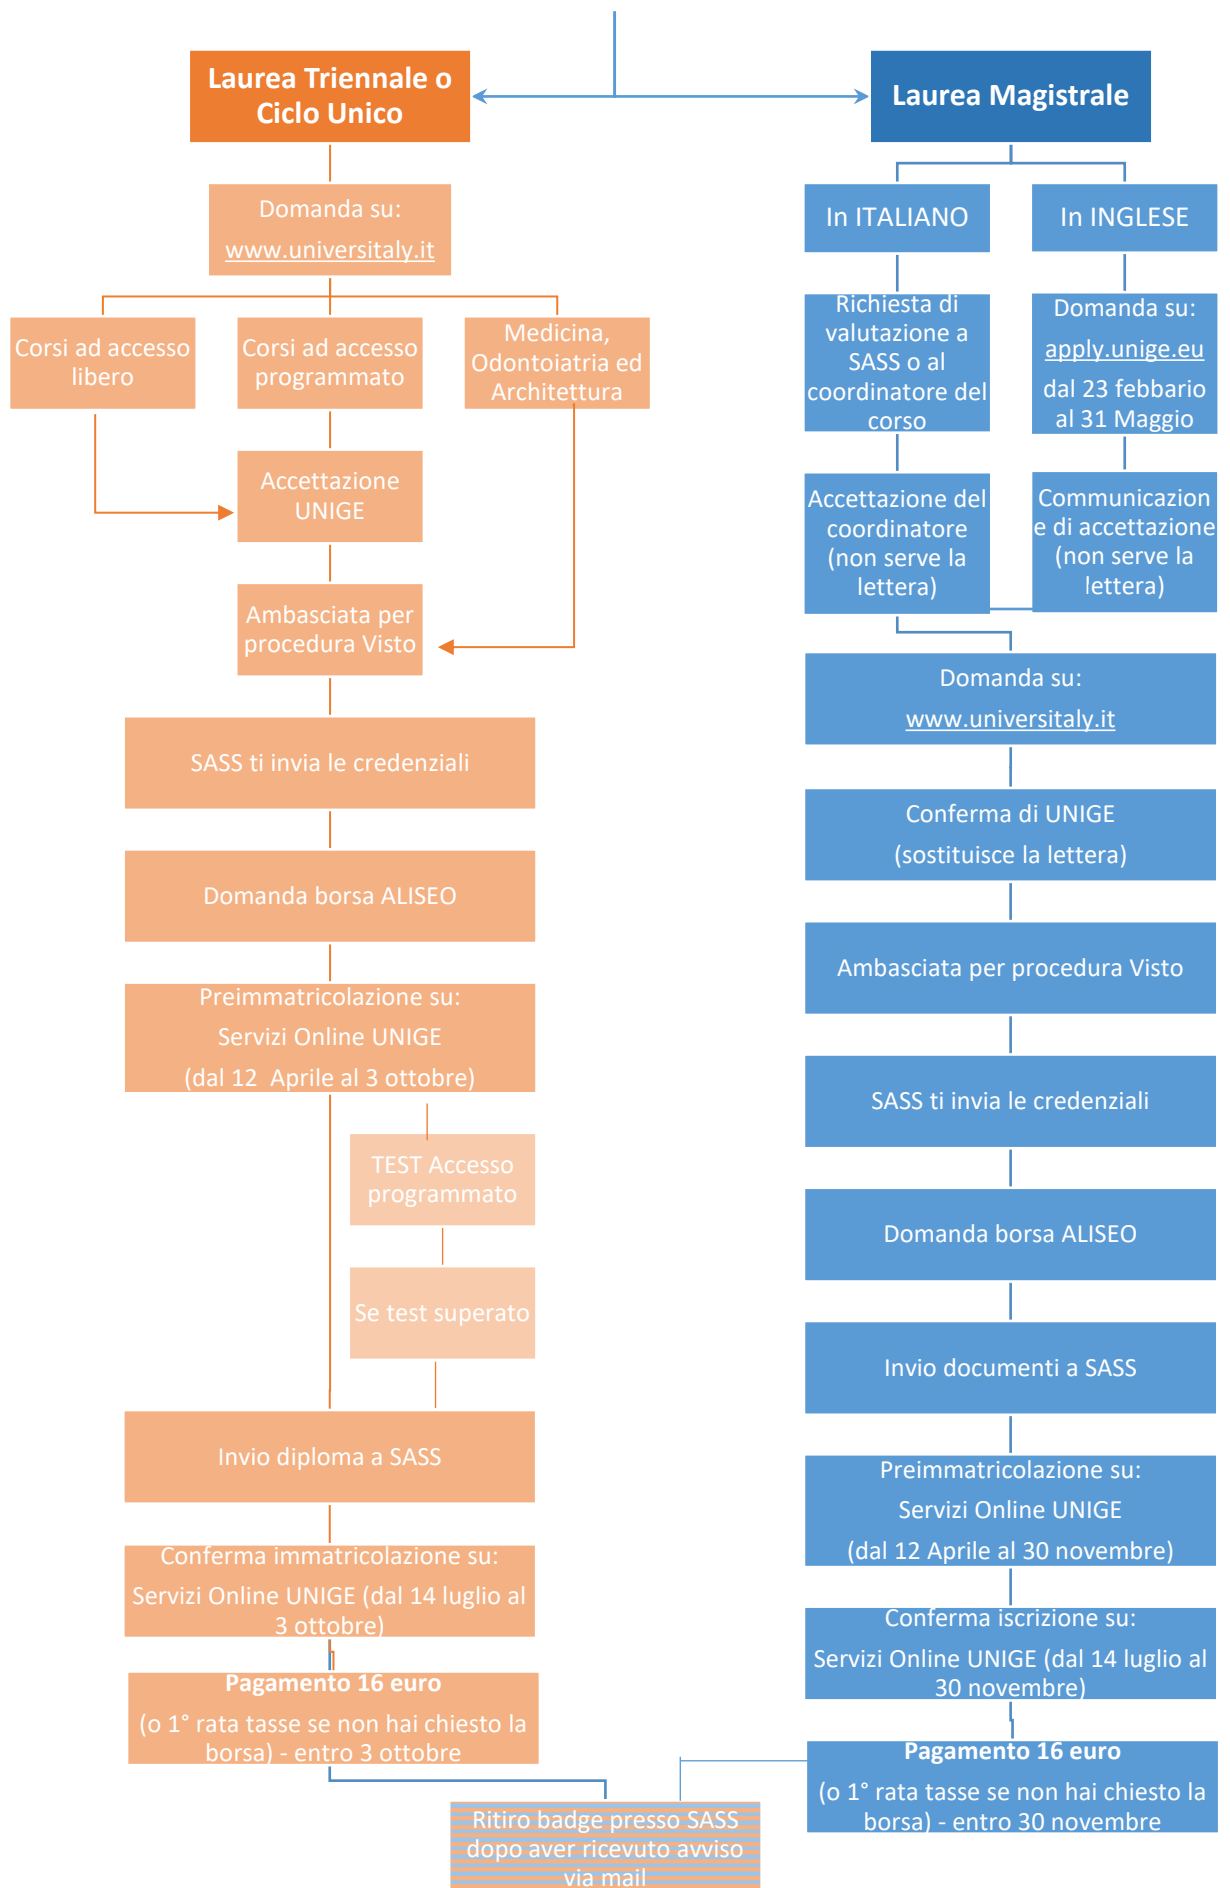 Laurea Triennale o
Ciclo Unico
Domanda su:
www.universitaly.it
Corsi ad accesso
libero
Corsi ad accesso
programmato
Medicina,
Odontoiatria ed
Architettura
Accettazione
UNIGE
Ambasciata per
procedura Visto
SASS ti invia le credenziali
Domanda borsa ALISEO
Preimmatricolazione su:
Servizi Online UNIGE
(dal 12 Aprile al 3 ottobre)
TEST Accesso
programmato
Se test superato
Invio diploma a SASS
Conferma immatricolazione su:
Servizi Online UNIGE (dal 14 luglio al
3 ottobre)
Pagamento 16 euro
(o 1° rata tasse se non hai chiesto la
borsa) - entro 3 ottobre
Laurea Magistrale
In ITALIANO
Richiesta di
valutazione a
SASS o al
coordinatore del
corso
Accettazione del
coordinatore
(non serve la
lettera)
In INGLESE
Domanda su:
apply.unige.eu
dal 23 febbario
al 31 Maggio
Communicazion
e di accettazione
(non serve la
lettera)
Domanda su:
www.universitaly.it
Conferma di UNIGE
(sostituisce la lettera)
Ambasciata per procedura Visto
SASS ti invia le credenziali
Domanda borsa ALISEO
Invio documenti a SASS
Preimmatricolazione su:
Servizi Online UNIGE
(dal 12 Aprile al 30 novembre)
Conferma iscrizione su:
Servizi Online UNIGE (dal 14 luglio al
30 novembre)
Pagamento 16 euro
(o 1° rata tasse se non hai chiesto la
borsa) - entro 30 novembre
Ritiro badge presso SASS
dopo aver ricevuto avviso
via mail